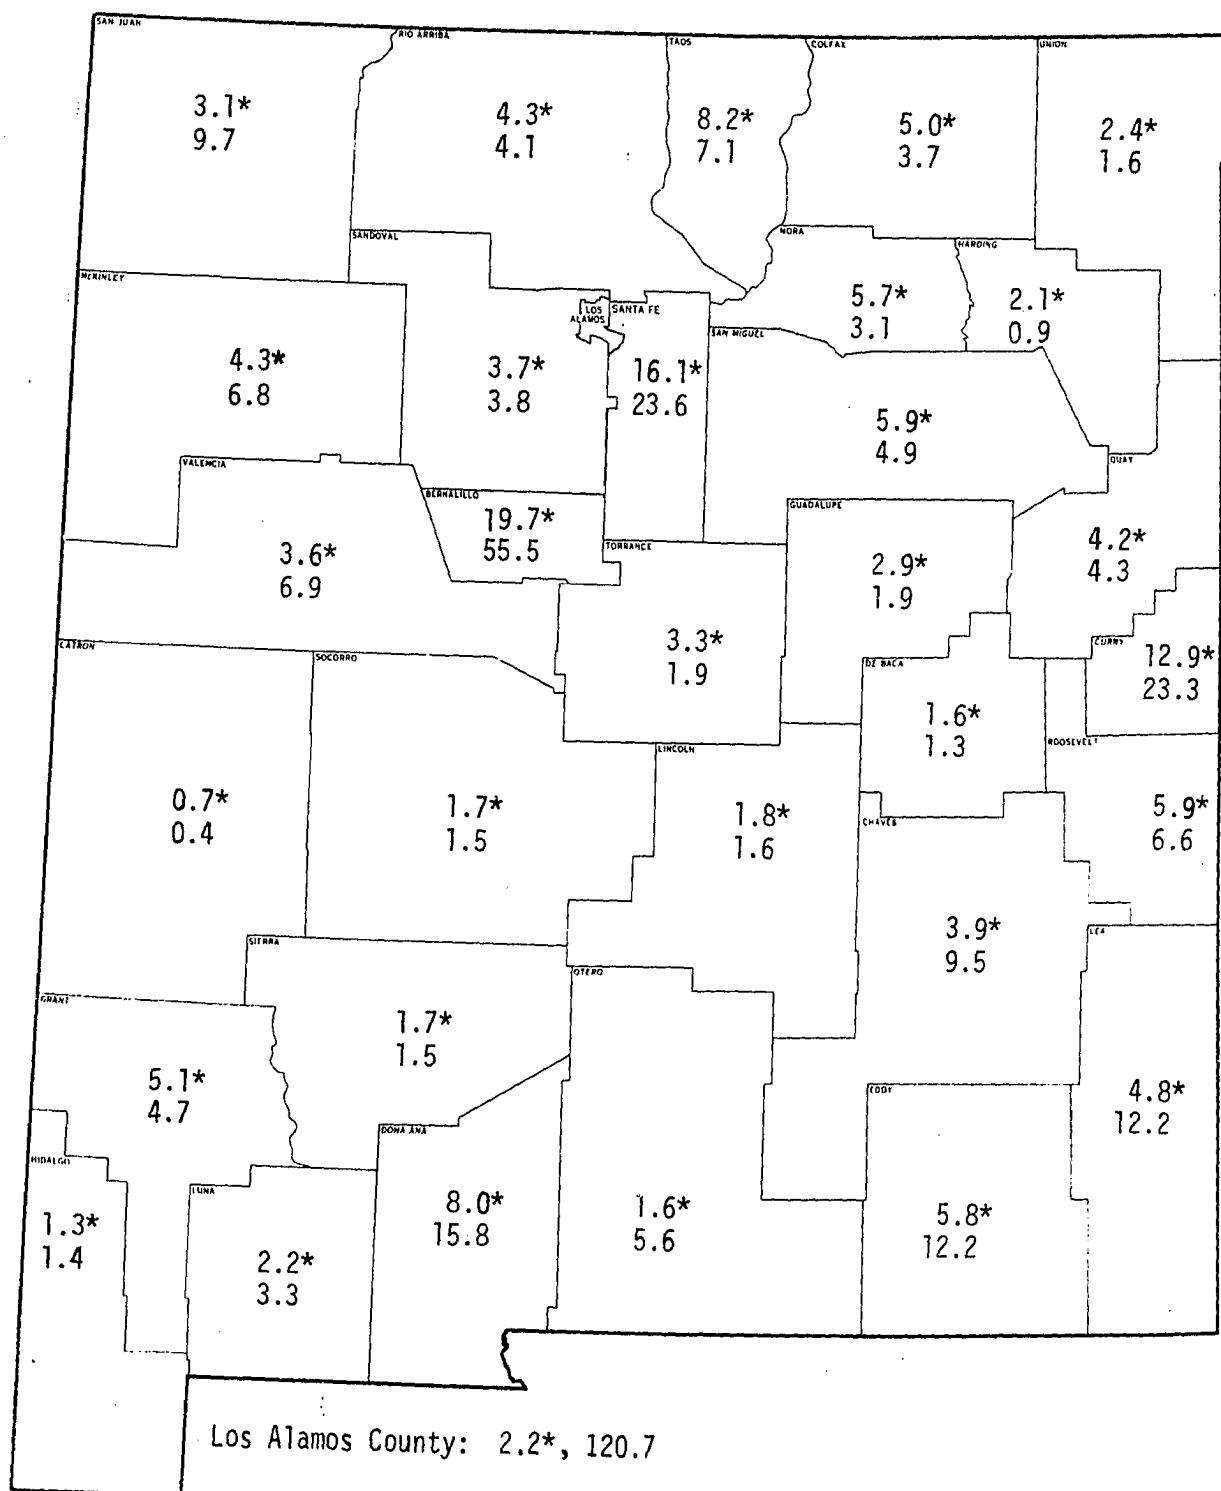 SAN JUAN
3.1*
9.7
RIO ARRIBA
4.3*
4.1
TAOS
8.2*
7.1
COLFAX
5.0*
3.7
UNION
2.4*
1.6
MCKINLEY
4.3*
6.8
SANDOVAL
3.7*
3.8
LOS
ALAMOS
SANTA FE
16.1*
23.6
MORA
5.7*
3.1
HARDING
2.1*
0.9
SAN MIGUEL
5.9*
4.9
VALENCIA
3.6*
6.9
BERNALILLO
19.7*
55.5
TORRANCE
3.3*
1.9
GUADALUPE
2.9*
1.9
QUAY
4.2*
4.3
CURRY
12.9*
23.3
CATRON
0.7*
0.4
SOCORRO
1.7*
1.5
LINCOLN
1.8*
1.6
DE BACA
1.6*
1.3
ROOSEVELT
5.9*
6.6
CHAVES
3.9*
9.5
LEA
4.8*
12.2
GRANT
5.1*
4.7
SIERRA
1.7*
1.5
OTERO
1.6*
5.6
EDDY
5.8*
12.2
HIDALGO
1.3*
1.4
LUNA
2.2*
3.3
DONA ANA
8.0*
15.8
Los Alamos County: 2.2*, 120.7